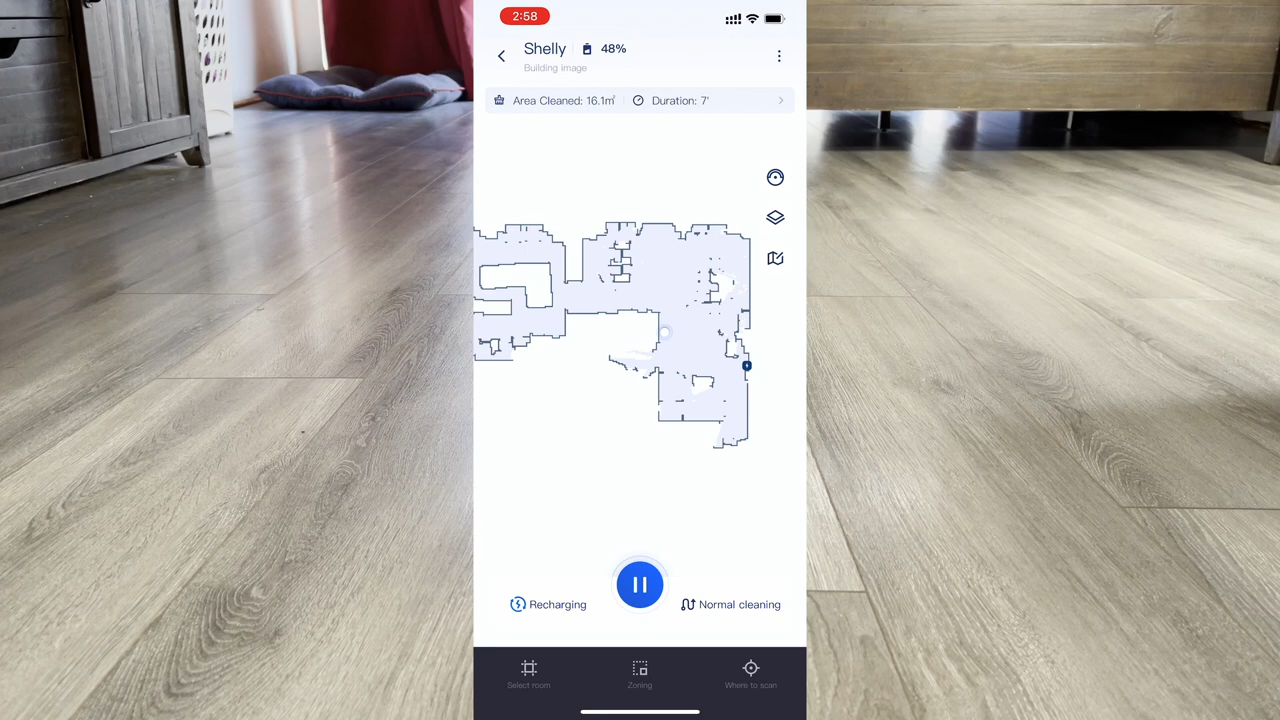 2:58
Shelly 48%
Building image
Area Cleaned: 16.1㎡ Duration: 7'
Recharging
Normal cleaning
Select room
Zoning
Where to scan